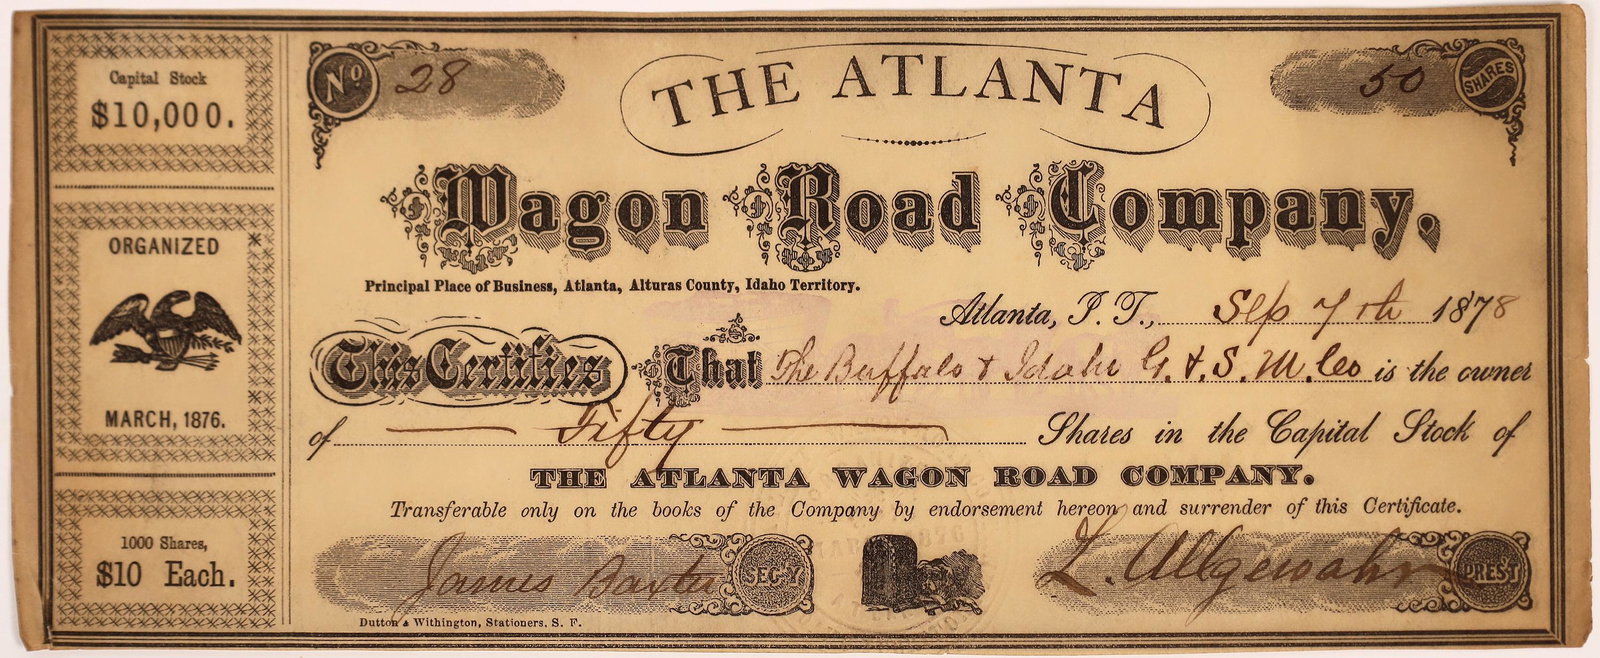 Capital Stock
$10,000.
ORGANIZED
MARCH, 1876.
1000 Shares,
$10 Each.
No. 28
THE ATLANTA
50 SHARES
Wagon Road Company.
Principal Place of Business, Atlanta, Alturas County, Idaho Territory.
Atlanta, I. T., Sep 7th 1878
This Certifies That The Buffalo & Idaho G. & S. M. Co is the owner
of Fifty Shares in the Capital Stock of
THE ATLANTA WAGON ROAD COMPANY.
Transferable only on the books of the Company by endorsement hereon and surrender of this Certificate.
James Baxter SEC'Y
L. Allgewahr PREST
Dutton & Withington, Stationers, S. F.